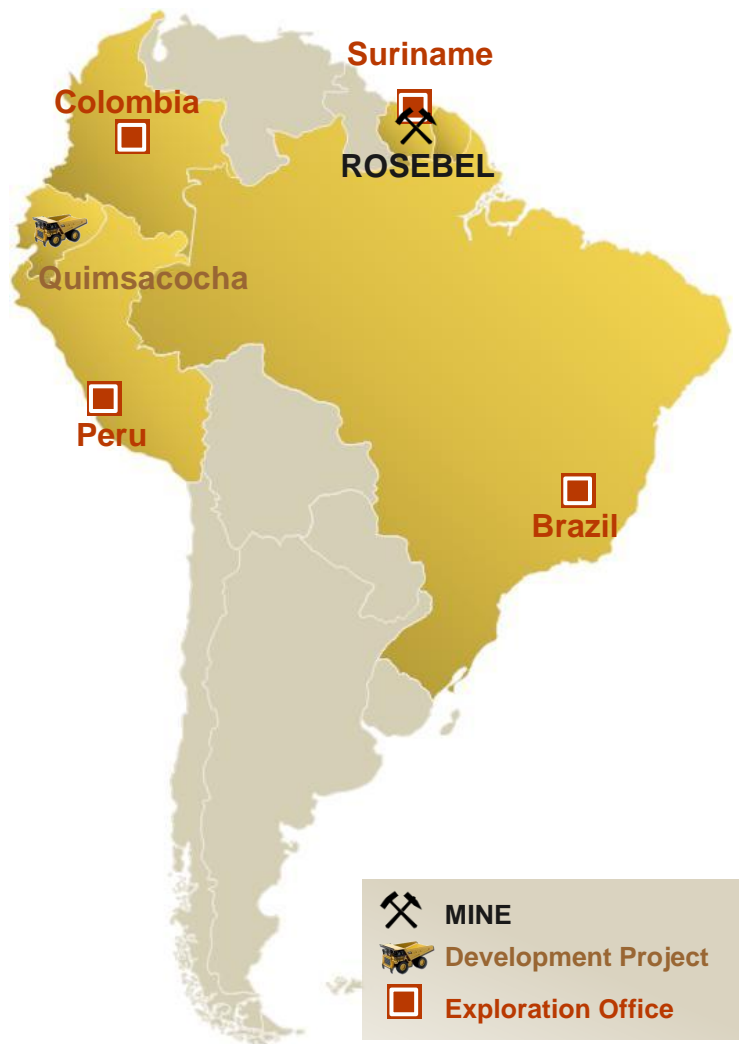 Suriname
Colombia
ROSEBEL
Quimsacocha
Peru
Brazil
MINE
Development Project
Exploration Office